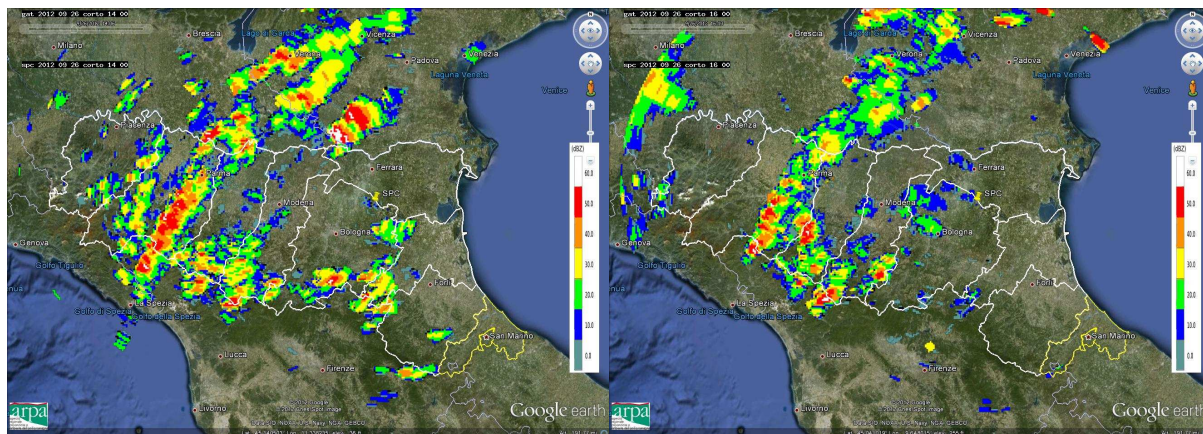 gat 2012 09 26 corto 14 00
Milano
Brescia
Lago di Garda
Vicenza
Verona
Padova
Venezia
spc 2012 09 26 corto 14 00
Laguna Veneta
Venice
Piacenza
(dBZ)
60.0
50.0
40.0
30.0
20.0
10.0
0.0
Ferrara
Parma
SPC
Modena
Bologna
Genova
Golfo Tigullio
La Spezia
Golfo di Spezia
Golfo della Spezia
Forlì
San Marino
Lucca
Firenze
Livorno
arpa
©2012 Google
Google earth
gat 2012 09 26 corto 16 00
Milano
Brescia
Lago di Garda
Vicenza
Verona
Padova
Venezia
spc 2012 09 26 corto 16 00
Laguna Veneta
Venice
Piacenza
(dBZ)
60.0
50.0
40.0
30.0
20.0
10.0
0.0
Ferrara
Parma
SPC
Modena
Bologna
Genova
Golfo Tigullio
La Spezia
Golfo di Spezia
Golfo della Spezia
Forlì
San Marino
Lucca
Firenze
Livorno
arpa
©2012 Google
Google earth